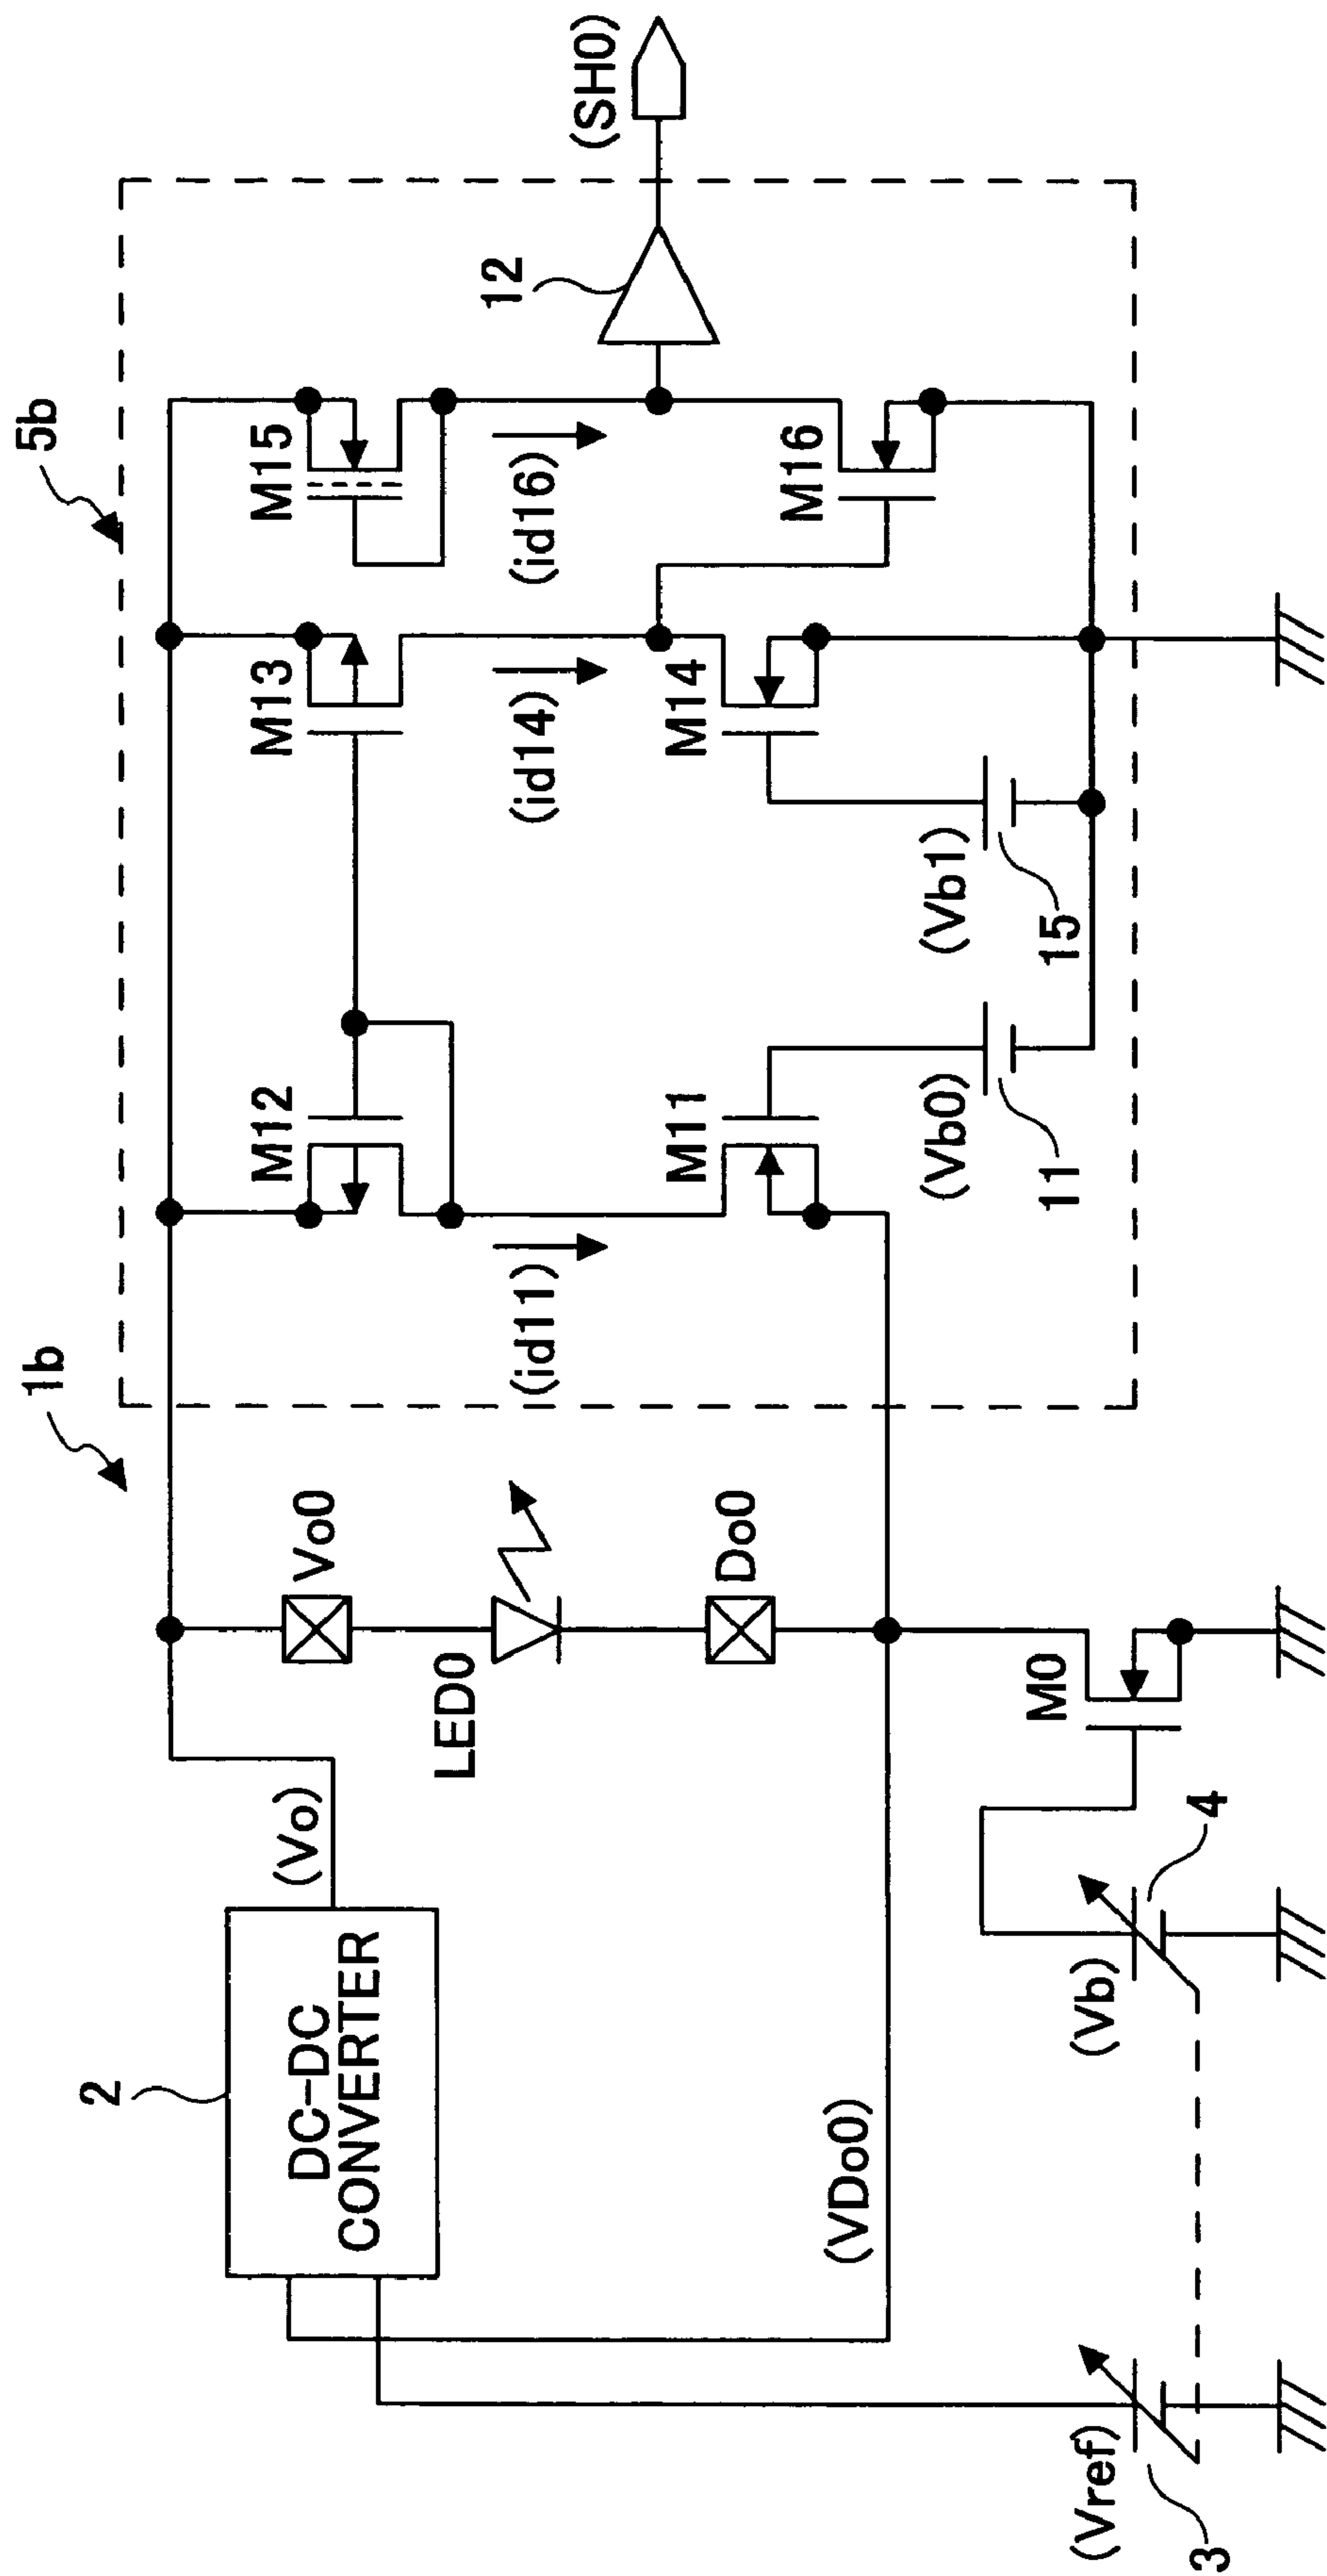 1b
5b
2
DC-DC
CONVERTER
(Vo)
Vo0
LED0
Do0
(VDo0)
(Vref)
3
(Vb)
4
M0
M12
M13
M15
(id11)
(id14)
(id16)
M11
M14
M16
(Vb0)
11
(Vb1)
15
12
(SH0)